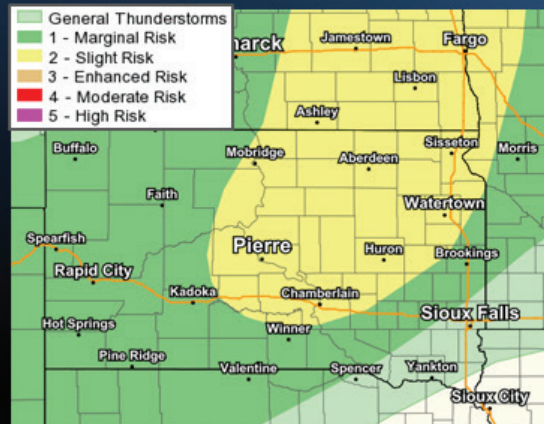 General Thunderstorms
1 - Marginal Risk
2 - Slight Risk
3 - Enhanced Risk
4 - Moderate Risk
5 - High Risk
marck
Jamestown
Fargo
Lisbon
Ashley
Buffalo
Mobridge
Aberdeen
Sisseton
Morris
Faith
Watertown
Spearfish
Pierre
Huron
Brookings
Rapid City
Kadoka
Chamberlain
Sioux Falls
Hot Springs
Winner
Pine Ridge
Valentine
Spencer
Yankton
Sioux City